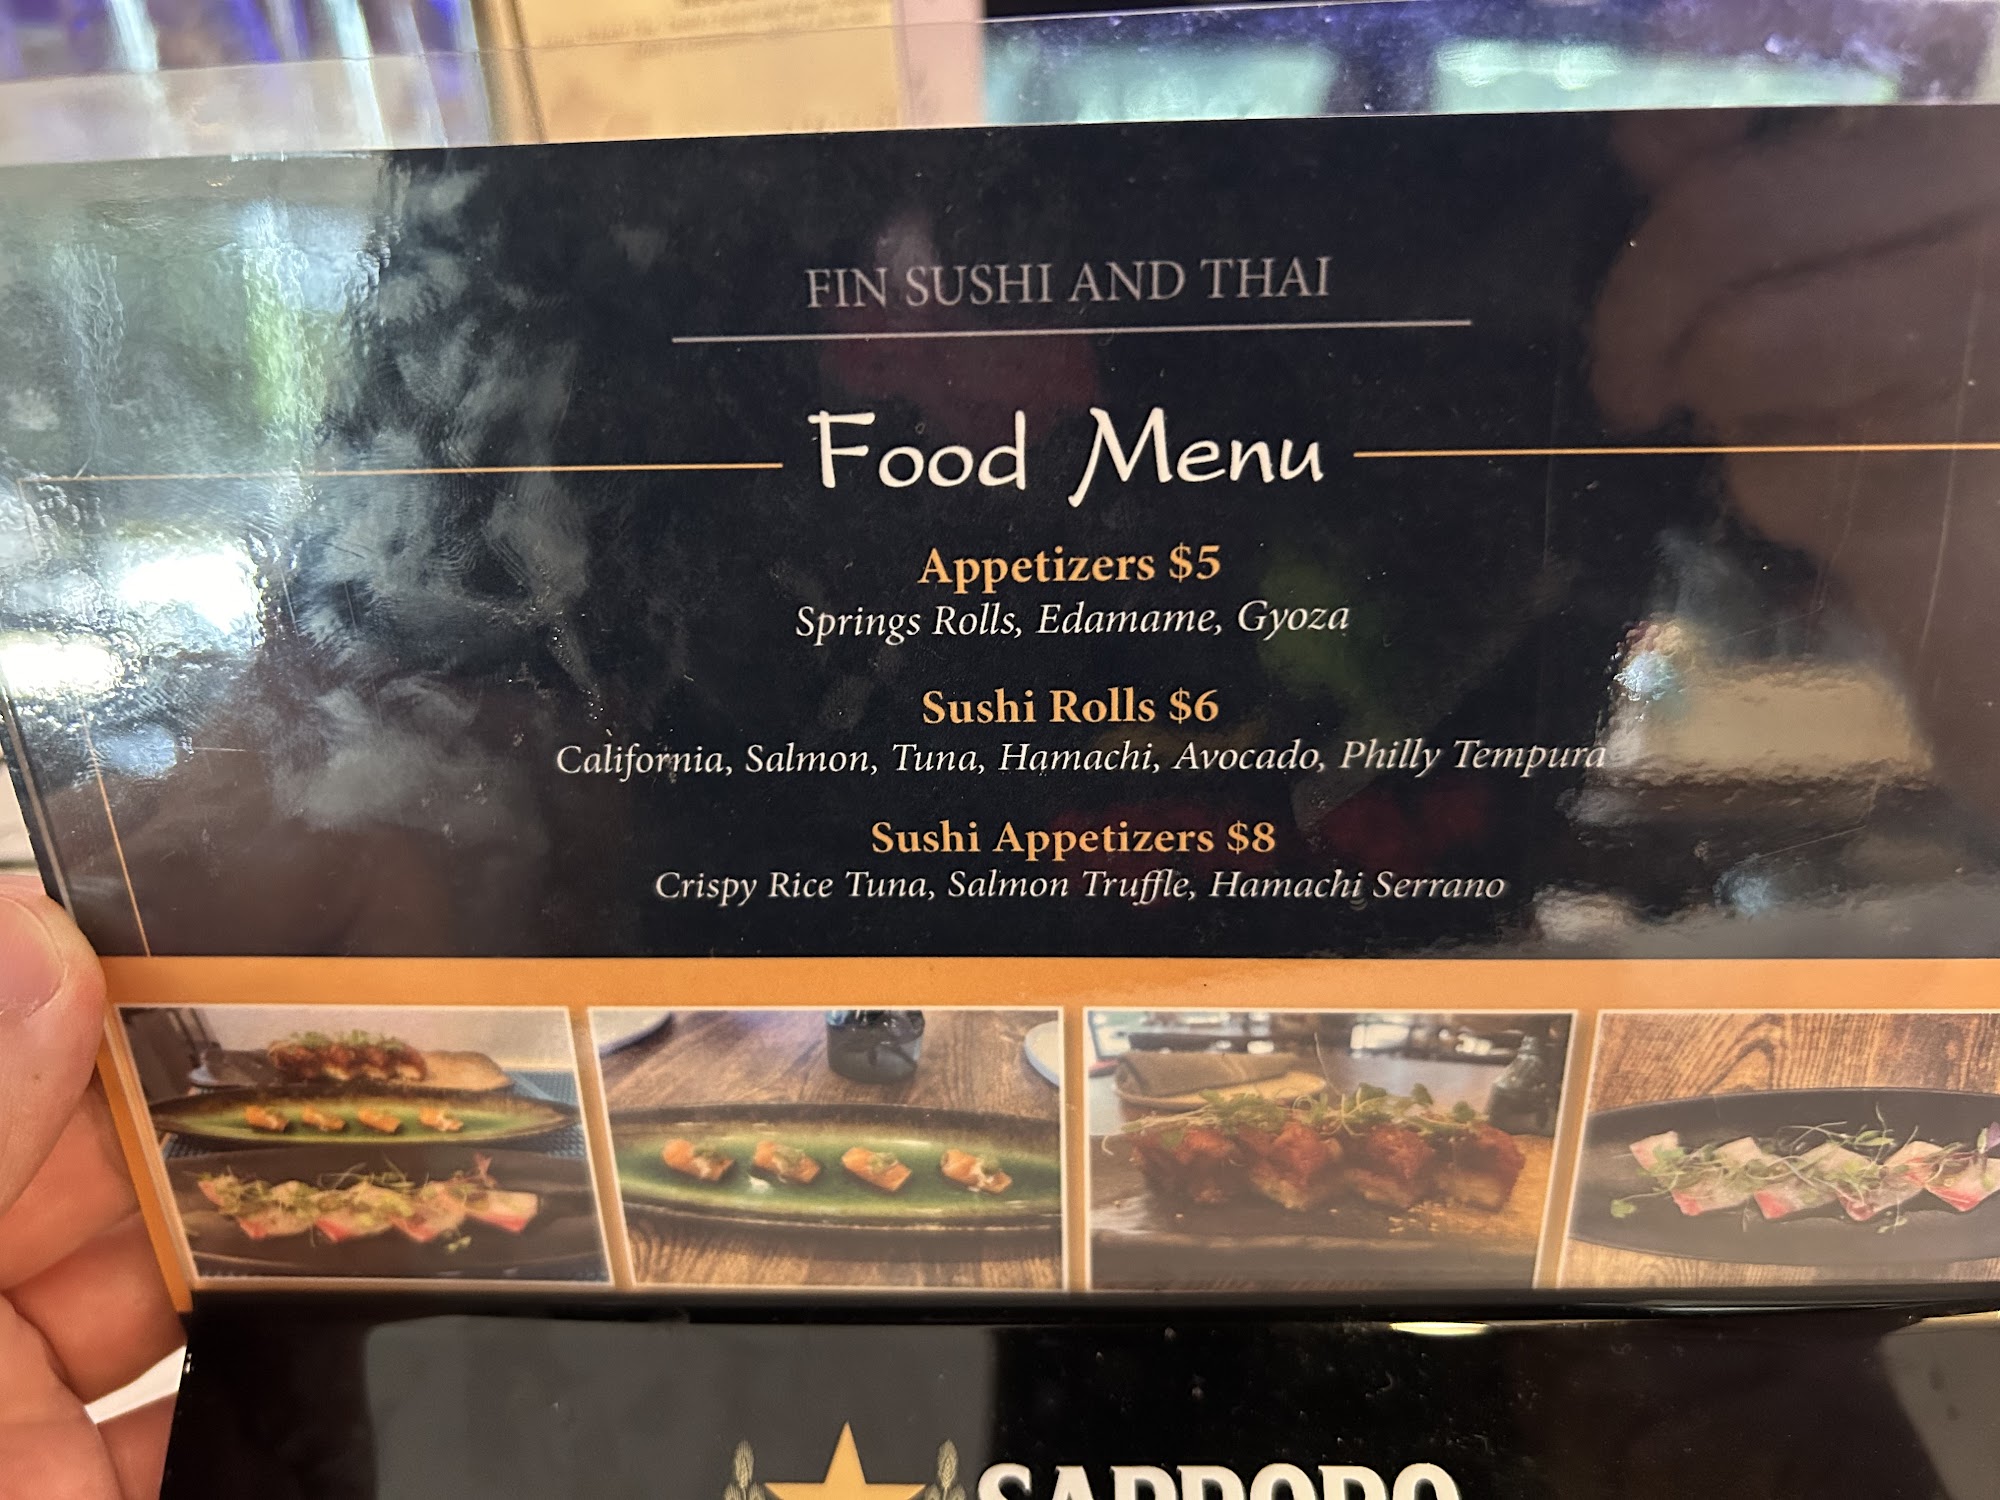 FIN SUSHI AND THAI
Food Menu
Appetizers $5
Springs Rolls, Edamame, Gyoza
Sushi Rolls $6
California, Salmon, Tuna, Hamachi, Avocado, Philly Tempura
Sushi Appetizers $8
Crispy Rice Tuna, Salmon Truffle, Hamachi Serrano
SAPPORO